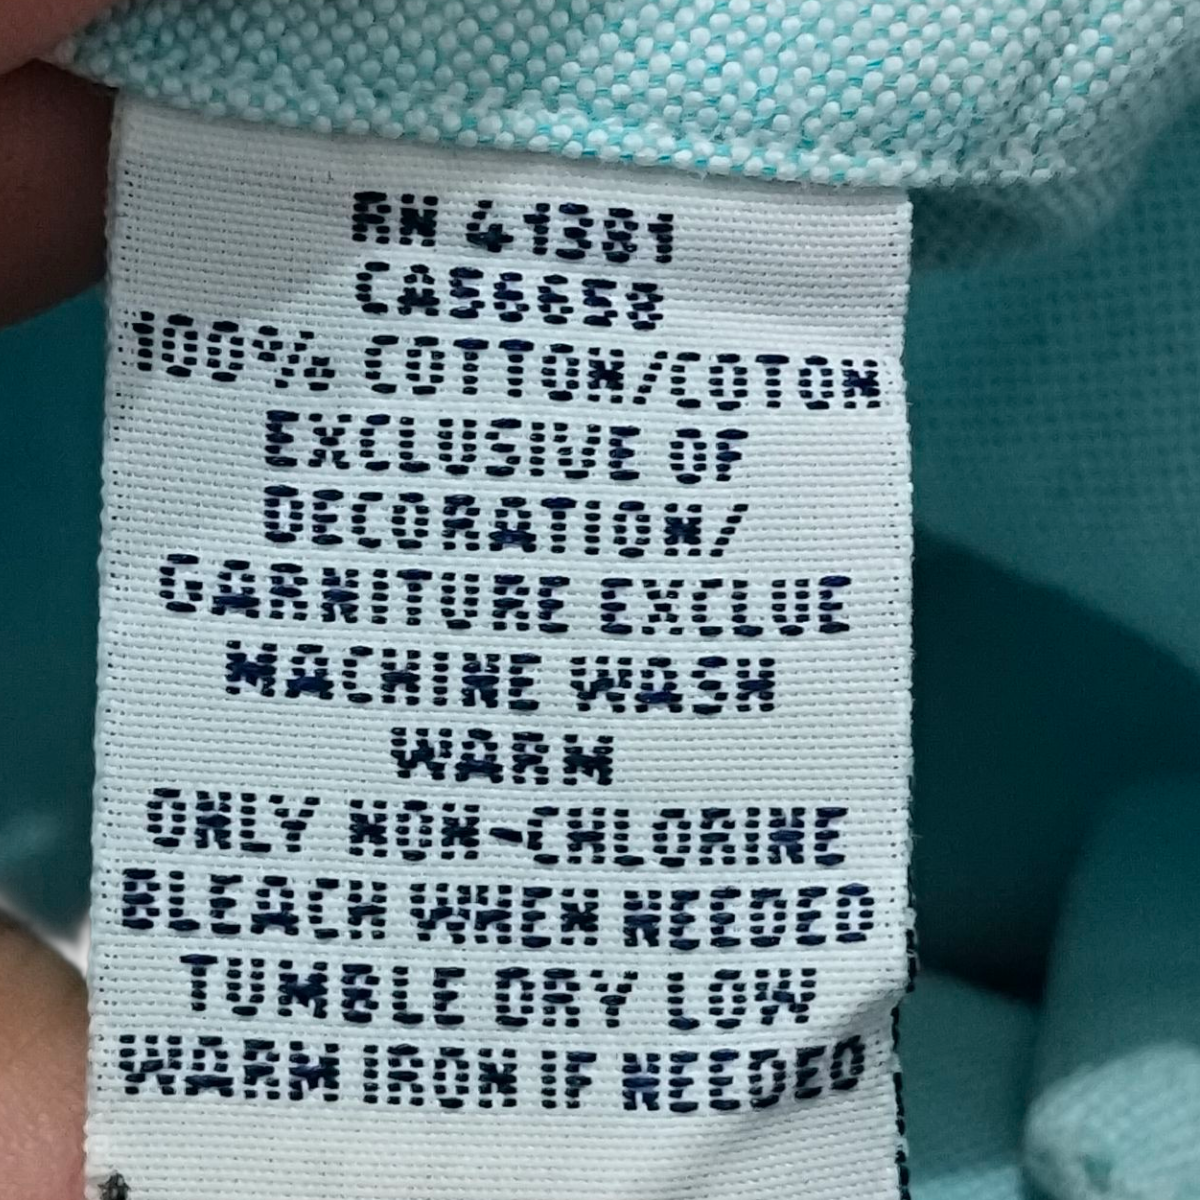 RN 41381
CA56658
100% COTTON/COTON
EXCLUSIVE OF
DECORATION/
GARNITURE EXCLUE
MACHINE WASH
WARM
ONLY NON-CHLORINE
BLEACH WHEN NEEDED
TUMBLE DRY LOW
WARM IRON IF NEEDED